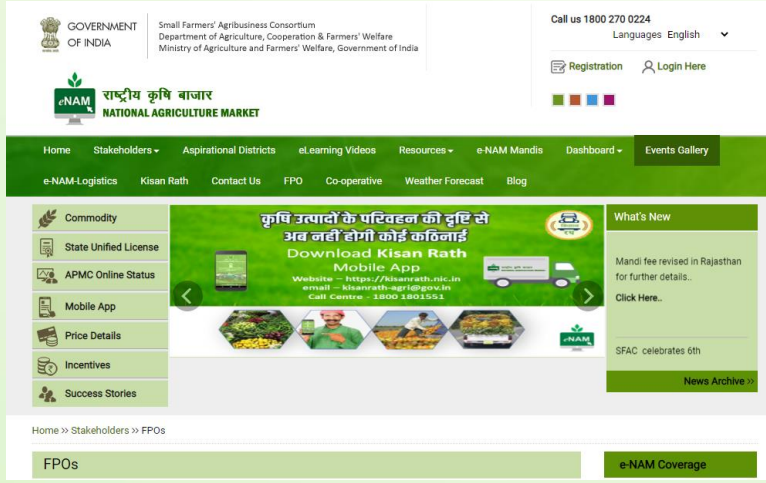 GOVERNMENT
OF INDIA
Small Farmers' Agribusiness Consortium
Department of Agriculture, Cooperation & Farmers' Welfare
Ministry of Agriculture and Farmers' Welfare, Government of India
Call us 1800 270 0224
Languages English
Registration Login Here
eNAM
राष्ट्रीय कृषि बाजार
NATIONAL AGRICULTURE MARKET
Home Stakeholders Aspirational Districts eLearning Videos Resources e-NAM Mandis Dashboard Events Gallery
e-NAM-Logistics Kisan Rath Contact Us FPO Co-operative Weather Forecast Blog
Commodity
State Unified License
APMC Online Status
Mobile App
Price Details
Incentives
Success Stories
कृषि उत्पादों के परिवहन की दृष्टि से
अब नहीं होगी कोई कठिनाई
Download Kisan Rath
Mobile App
Website – https://kisanrath.nic.in
email – kisanrath-agri@gov.in
Call Centre - 1800 1801551
eNAM
What's New
Mandi fee revised in Rajasthan
for further details..
Click Here..
SFAC celebrates 6th
News Archive >>
Home >> Stakeholders >> FPOs
FPOs
e-NAM Coverage